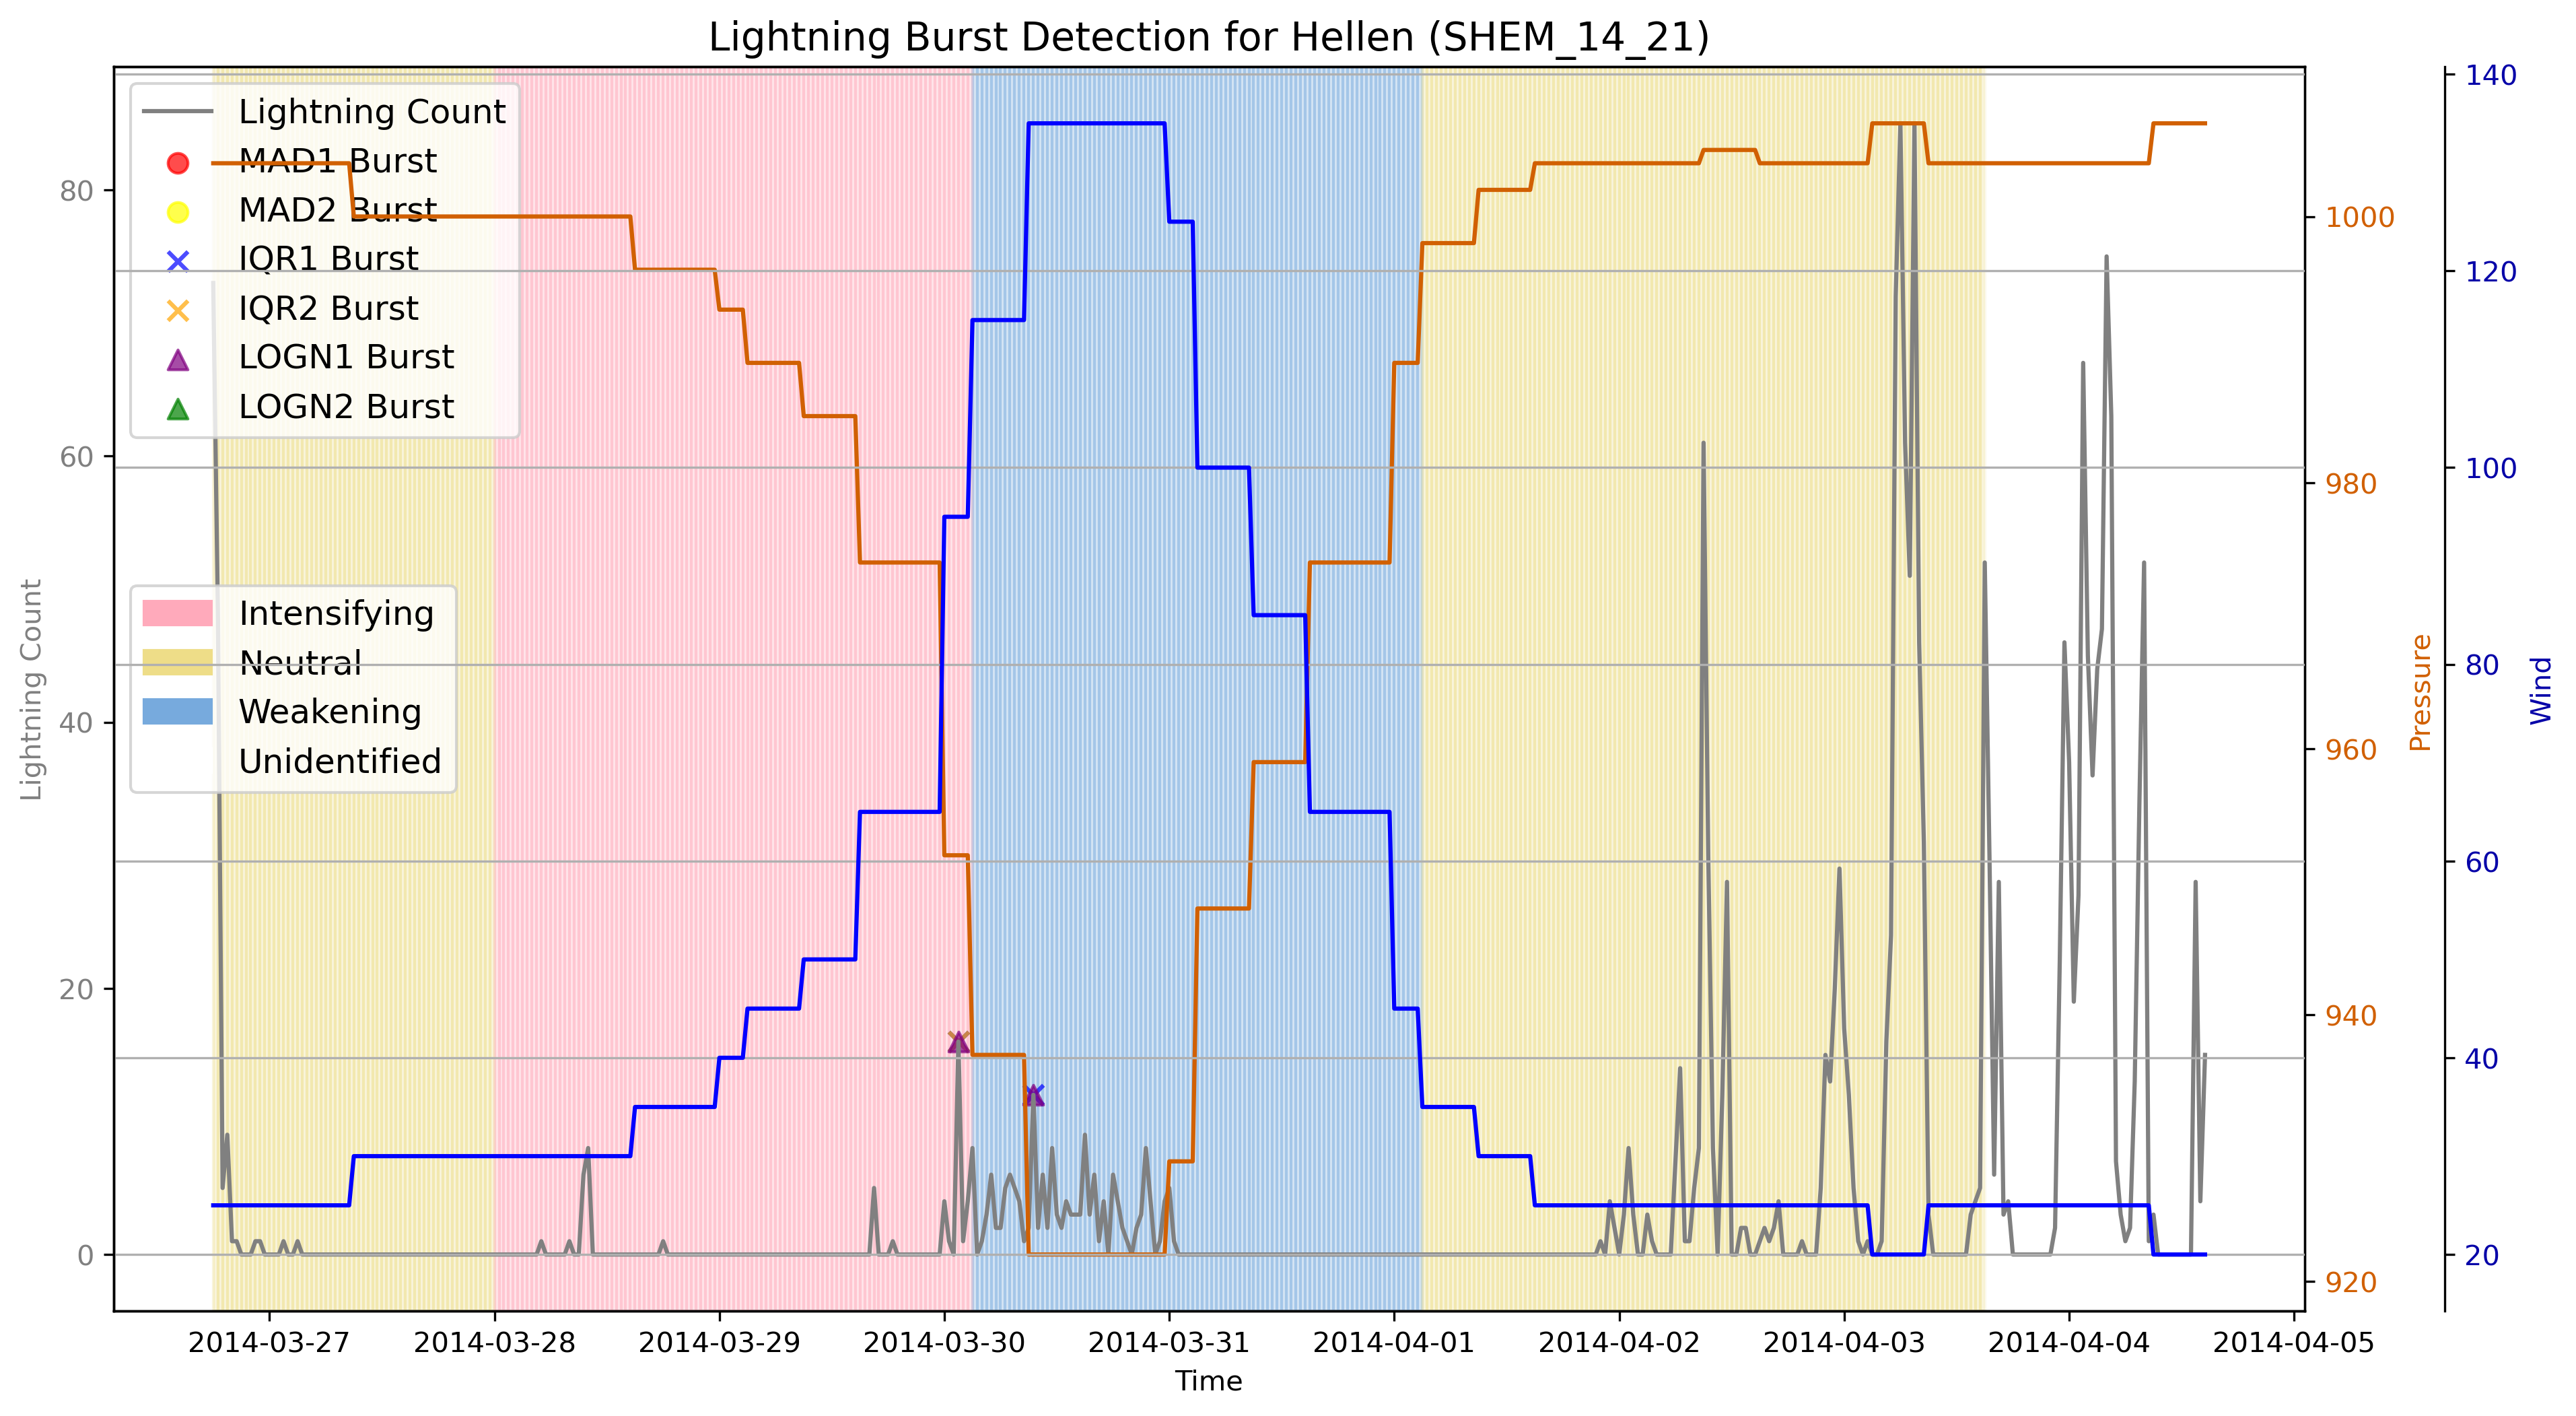 Lightning Burst Detection for Hellen (SHEM_14_21)
Lightning Count
MAD1 Burst
MAD2 Burst
IQR1 Burst
IQR2 Burst
LOGN1 Burst
LOGN2 Burst
Intensifying
Neutral
Weakening
Unidentified
Lightning Count
80
60
40
20
0
1000
980
960
940
920
Pressure
140
120
100
80
60
40
20
Wind
2014-03-27 2014-03-28 2014-03-29 2014-03-30 2014-03-31 2014-04-01 2014-04-02 2014-04-03 2014-04-04 2014-04-05
Time